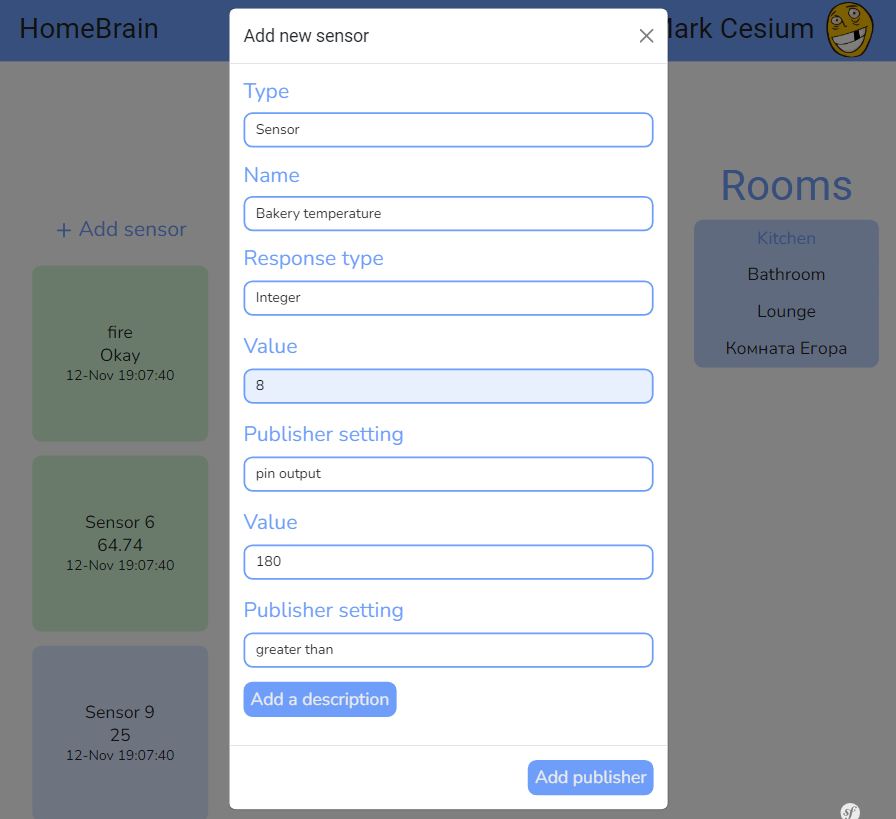 HomeBrain
Mark Cesium
Add new sensor
Type
Sensor
Name
Bakery temperature
Response type
Integer
Value
8
Publisher setting
pin output
Value
180
Publisher setting
greater than
Add a description
Add publisher
+ Add sensor
fire
Okay
12-Nov 19:07:40
Sensor 6
64.74
12-Nov 19:07:40
Sensor 9
25
12-Nov 19:07:40
Rooms
Kitchen
Bathroom
Lounge
Комната Егора
sf